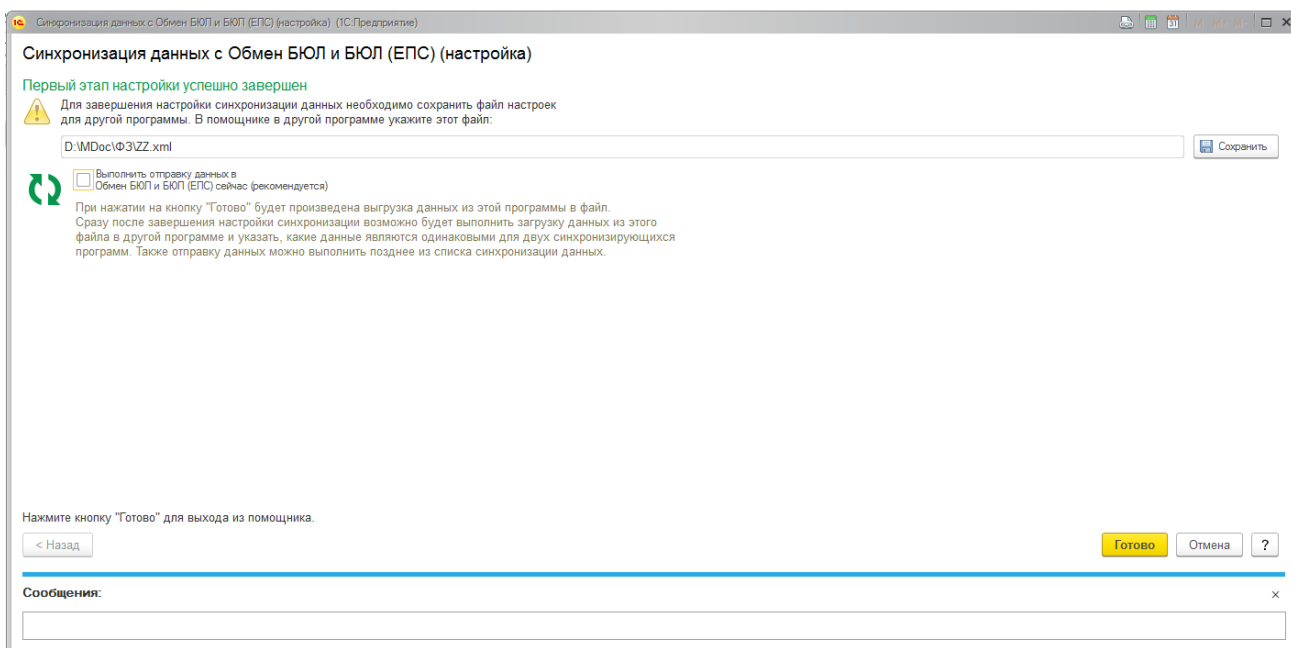 Синхронизация данных с Обмен БЮЛ и БЮЛ (ЕПС) (настройка) (1С:Предприятие)
Синхронизация данных с Обмен БЮЛ и БЮЛ (ЕПС) (настройка)
Первый этап настройки успешно завершен
Для завершения настройки синхронизации данных необходимо сохранить файл настроек
для другой программы. В помощнике в другой программе укажите этот файл:
D:\MDoc\ФЗ\ZZ.xml
Сохранить
Выполнить отправку данных в
Обмен БЮЛ и БЮЛ (ЕПС) сейчас (рекомендуется)
При нажатии на кнопку "Готово" будет произведена выгрузка данных из этой программы в файл.
Сразу после завершения настройки синхронизации возможно будет выполнить загрузку данных из этого
файла в другой программе и указать, какие данные являются одинаковыми для двух синхронизирующихся
программ. Также отправку данных можно выполнить позднее из списка синхронизации данных.
Нажмите кнопку "Готово" для выхода из помощника.
< Назад
Готово
Отмена
?
Сообщения: